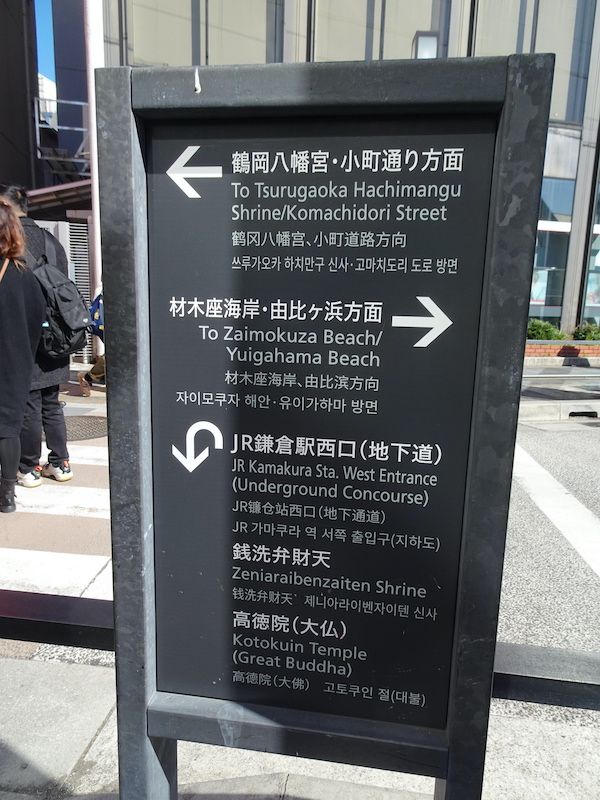 鶴岡八幡宮・小町通り方面
To Tsurugaoka Hachimangu
Shrine/Komachidori Street
鹤冈八幡宫、小町道路方向
쓰루가오카 하치만구 신사·고마치도리 도로 방면
材木座海岸・由比ヶ浜方面
To Zaimokuza Beach/
Yuigahama Beach
材木座海岸、由比滨方向
자이모쿠자 해안·유이가하마 방면
JR鎌倉駅西口(地下道)
JR Kamakura Sta. West Entrance
(Underground Concourse)
JR镰仓站西口(地下通道)
JR 가마쿠라 역 서쪽 출입구(지하도)
銭洗弁財天
Zeniaraibenzaiten Shrine
銭洗弁財天 제니아라이벤자이텐 신사
高徳院(大仏)
Kotokuin Temple
(Great Buddha)
高德院(大佛) 고토쿠인 절(대불)